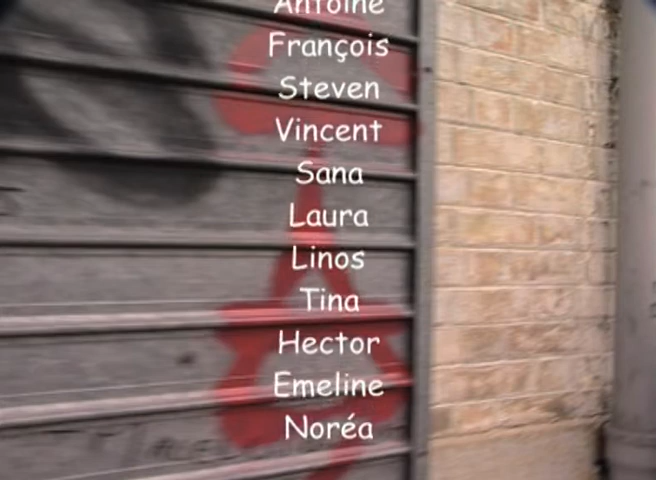 Antoine
François
Steven
Vincent
Sana
Laura
Linos
Tina
Hector
Emeline
Noréa